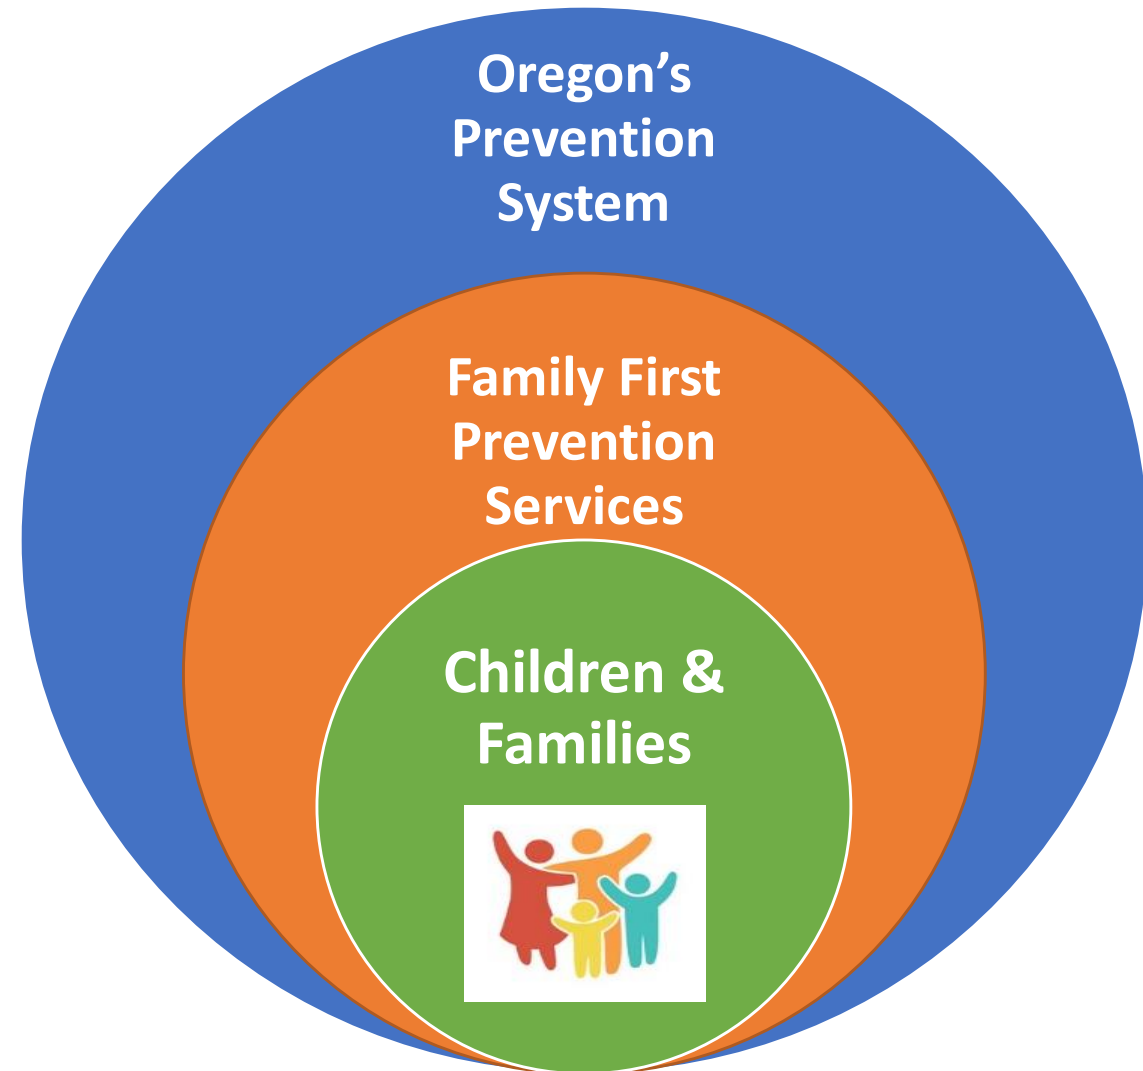 Oregon’s
Prevention
System
Family First
Prevention
Services
Children &
Families